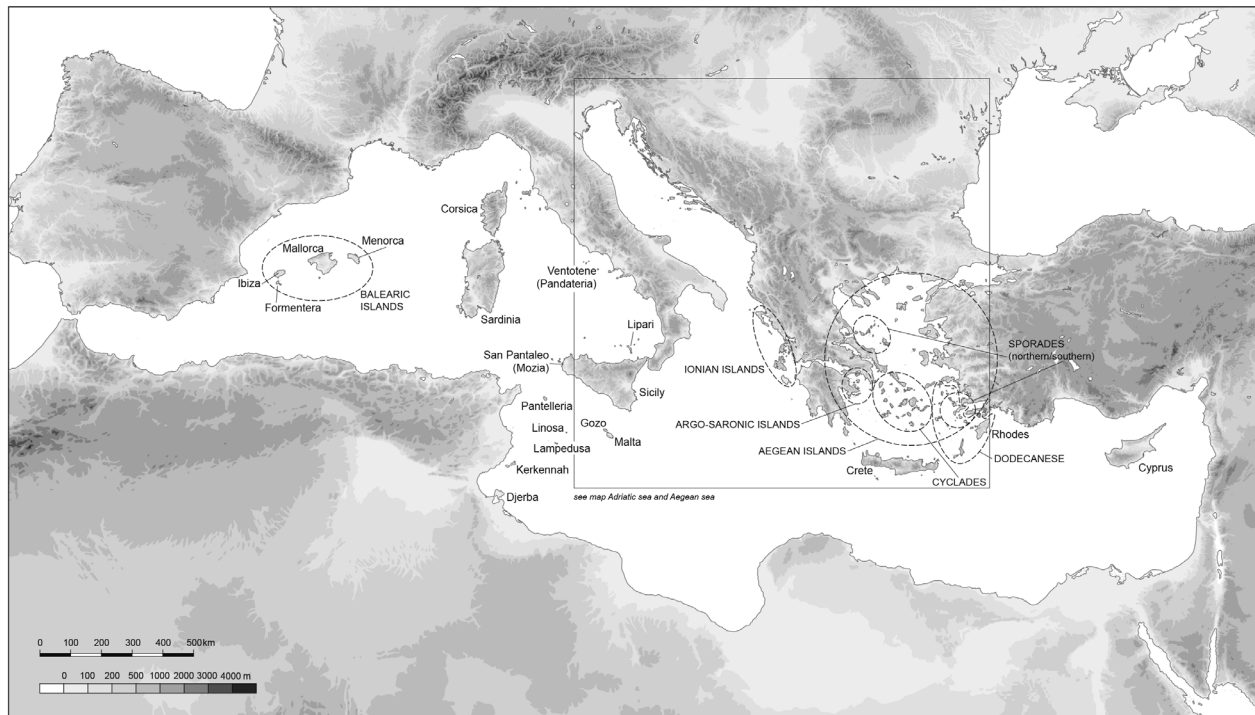 Corsica
Mallorca
Menorca
Ibiza
Formentera
BALEARIC
ISLANDS
Sardinia
Ventotene
(Pandateria)
Lipari
San Pantaleo
(Mozia)
Sicily
Pantelleria
Linosa
Gozo
Malta
Lampedusa
Kerkennah
Djerba
IONIAN ISLANDS
SPORADES
(northern/southern)
ARGO-SARONIC ISLANDS
AEGEAN ISLANDS
Rhodes
DODECANESE
Crete
CYCLADES
Cyprus
see map Adriatic sea and Aegean sea
0 100 200 300 400 500 km
0 100 200 500 1000 2000 3000 4000 m